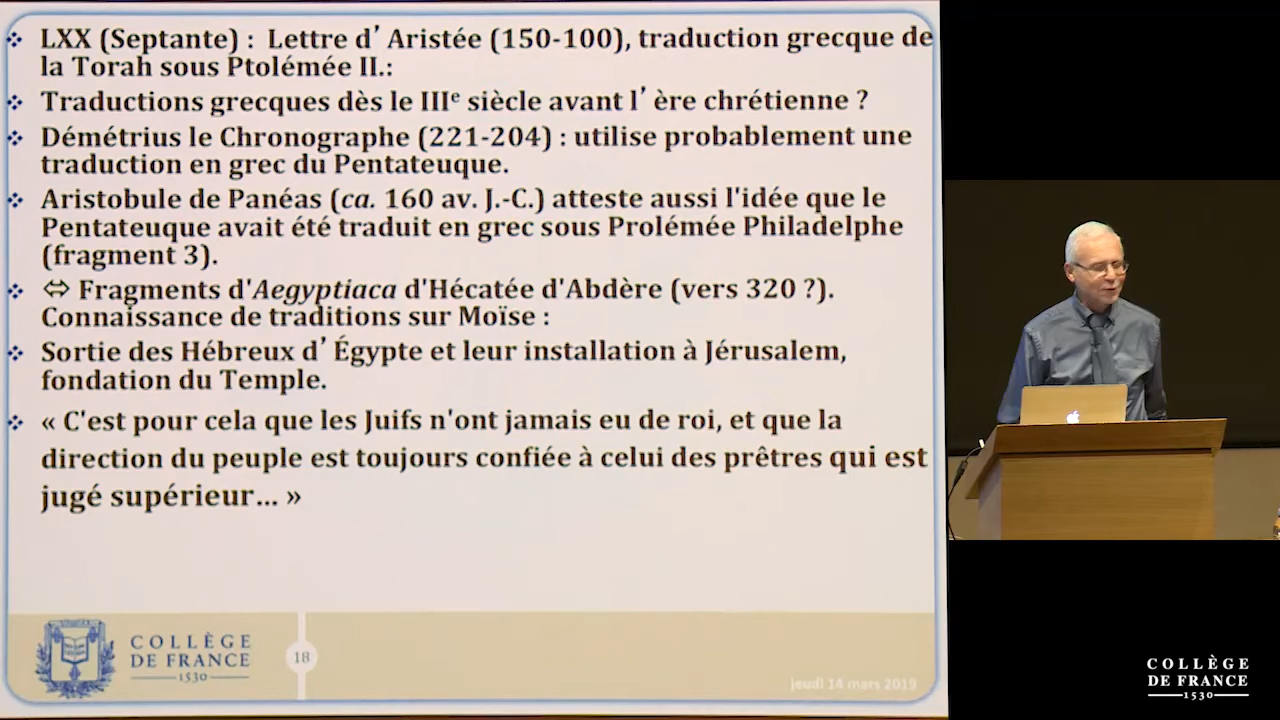 LXX (Septante) : Lettre d’ Aristée (150-100), traduction grecque de
la Torah sous Ptolémée II.:
Traductions grecques dès le IIIe siècle avant l’ ère chrétienne ?
Démétrius le Chronographe (221-204) : utilise probablement une
traduction en grec du Pentateuque.
Aristobule de Panéas (ca. 160 av. J.-C.) atteste aussi l'idée que le
Pentateuque avait été traduit en grec sous Prolémée Philadelphe
(fragment 3).
⇔ Fragments d'Aegyptiaca d'Hécatée d'Abdère (vers 320 ?).
Connaissance de traditions sur Moïse :
Sortie des Hébreux d’ Égypte et leur installation à Jérusalem,
fondation du Temple.
« C'est pour cela que les Juifs n'ont jamais eu de roi, et que la
direction du peuple est toujours confiée à celui des prêtres qui est
jugé supérieur... »
COLLÈGE
DE FRANCE
1530
18
jeudi 14 mars 2019
COLLÈGE
DE FRANCE
1530